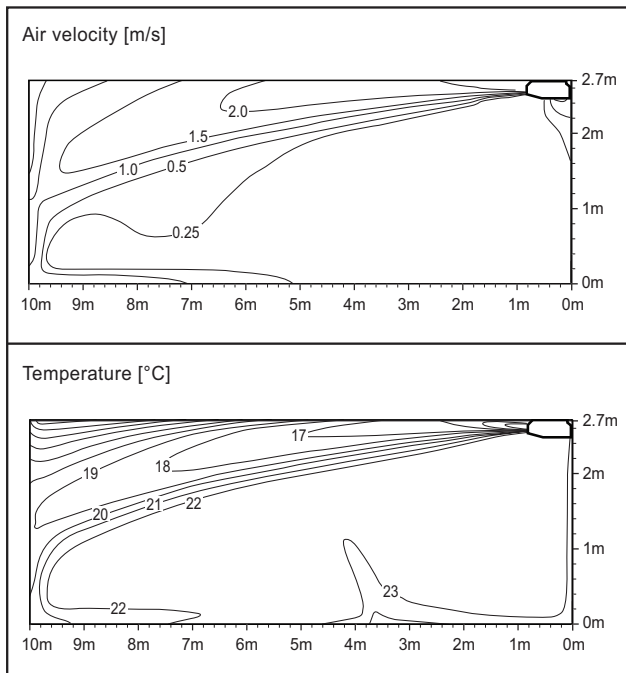 Air velocity [m/s]
2.7m
2.0
2m
1.5
1.0
0.5
1m
0.25
0m
10m 9m 8m 7m 6m 5m 4m 3m 2m 1m 0m
Temperature [°C]
2.7m
17
18
19
2m
20 21 22
1m
23
22
0m
10m 9m 8m 7m 6m 5m 4m 3m 2m 1m 0m